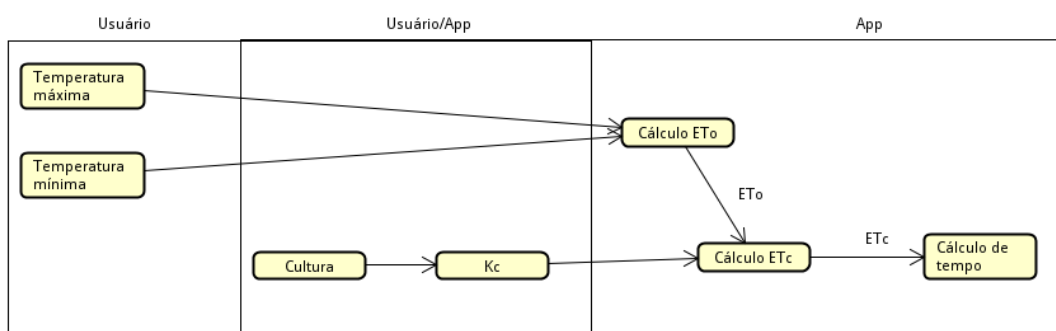 Usuário
Usuário/App
App
Temperatura
máxima
Cálculo ETo
Temperatura
mínima
ETo
ETc
Cultura
Kc
Cálculo ETc
Cálculo de
tempo